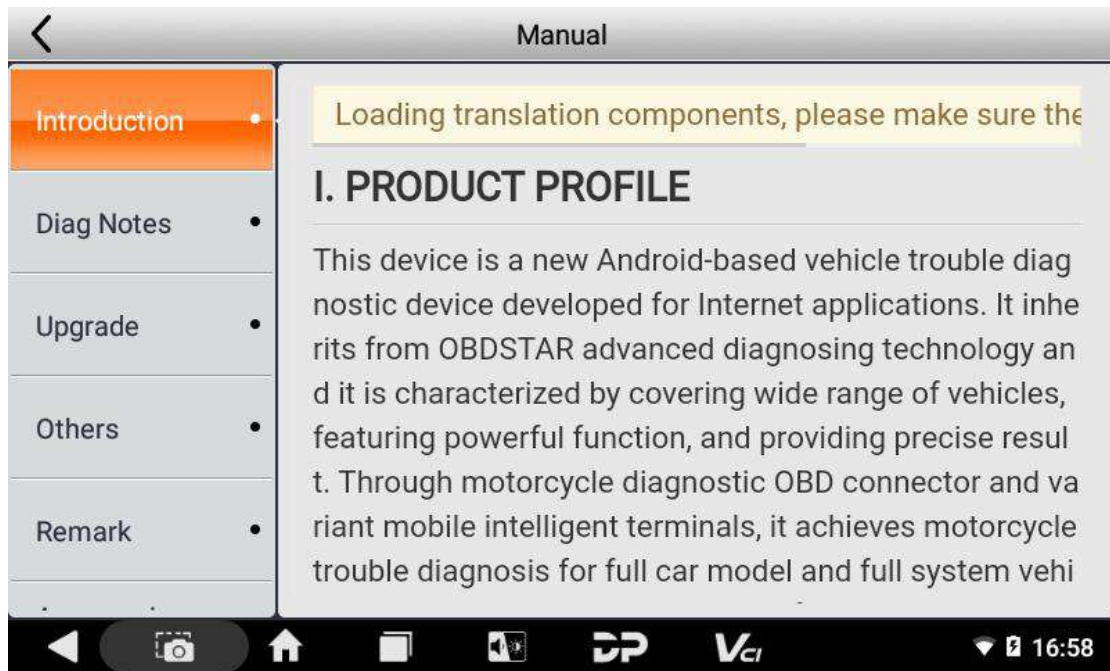 Manual
Introduction
Diag Notes
Upgrade
Others
Remark
Loading translation components, please make sure the
I. PRODUCT PROFILE
This device is a new Android-based vehicle trouble diag
nostic device developed for Internet applications. It inhe
rits from OBDSTAR advanced diagnosing technology an
d it is characterized by covering wide range of vehicles,
featuring powerful function, and providing precise resul
t. Through motorcycle diagnostic OBD connector and va
riant mobile intelligent terminals, it achieves motorcycle
trouble diagnosis for full car model and full system vehi
DP
VCI
16:58